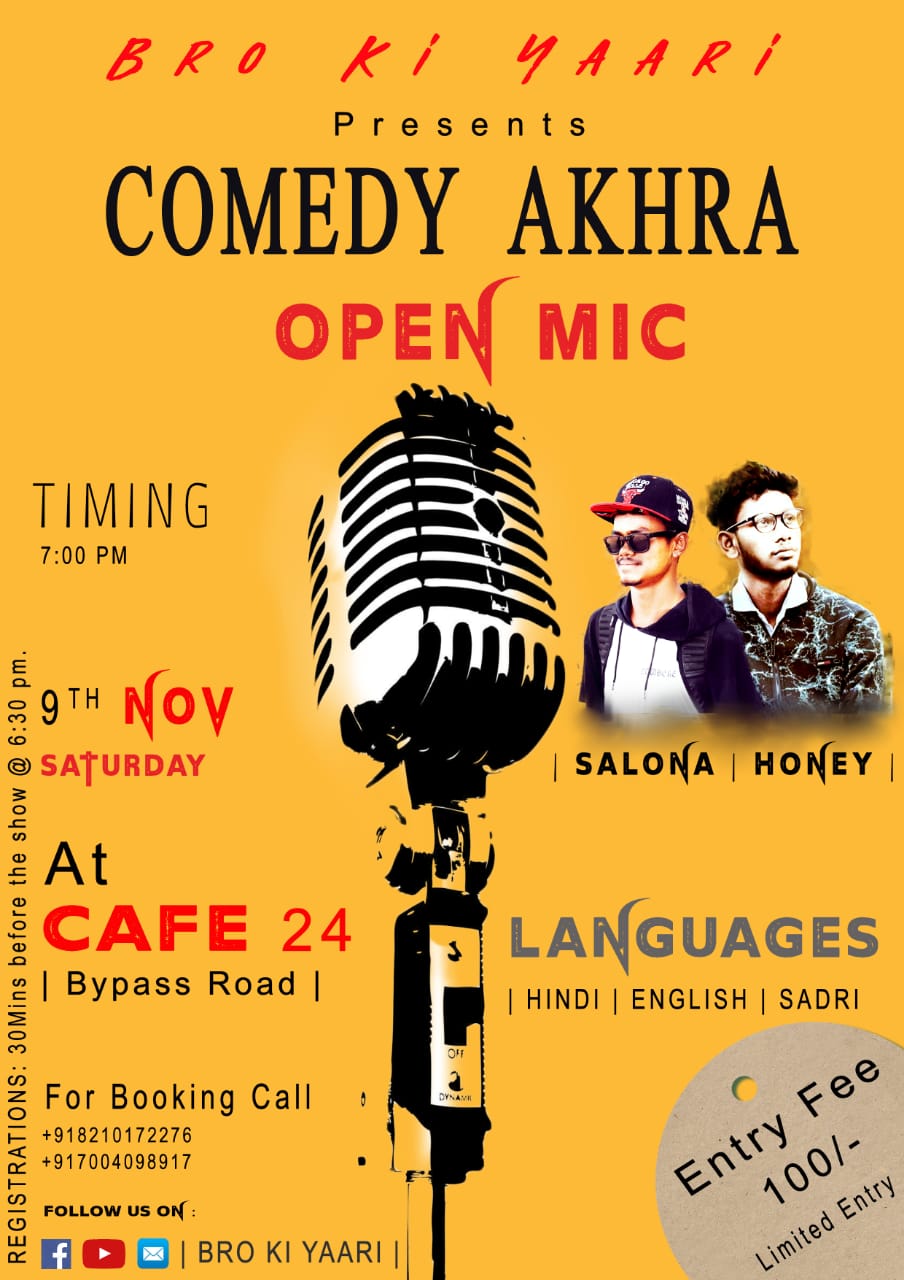 BRO KI YAARI
Presents
COMEDY AKHRA
OPEN MIC
TIMING
7:00 PM
9TH NOV
SATURDAY
| SALONA | HONEY |
At
CAFE 24
| Bypass Road |
LANGUAGES
| HINDI | ENGLISH | SADRI
REGISTRATIONS: 30Mins before the show @ 6:30 pm.
OFF
DYNAMIC
For Booking Call
+918210172276
+917004098917
Entry Fee
100/-
Limited Entry
FOLLOW US ON :
| BRO KI YAARI |